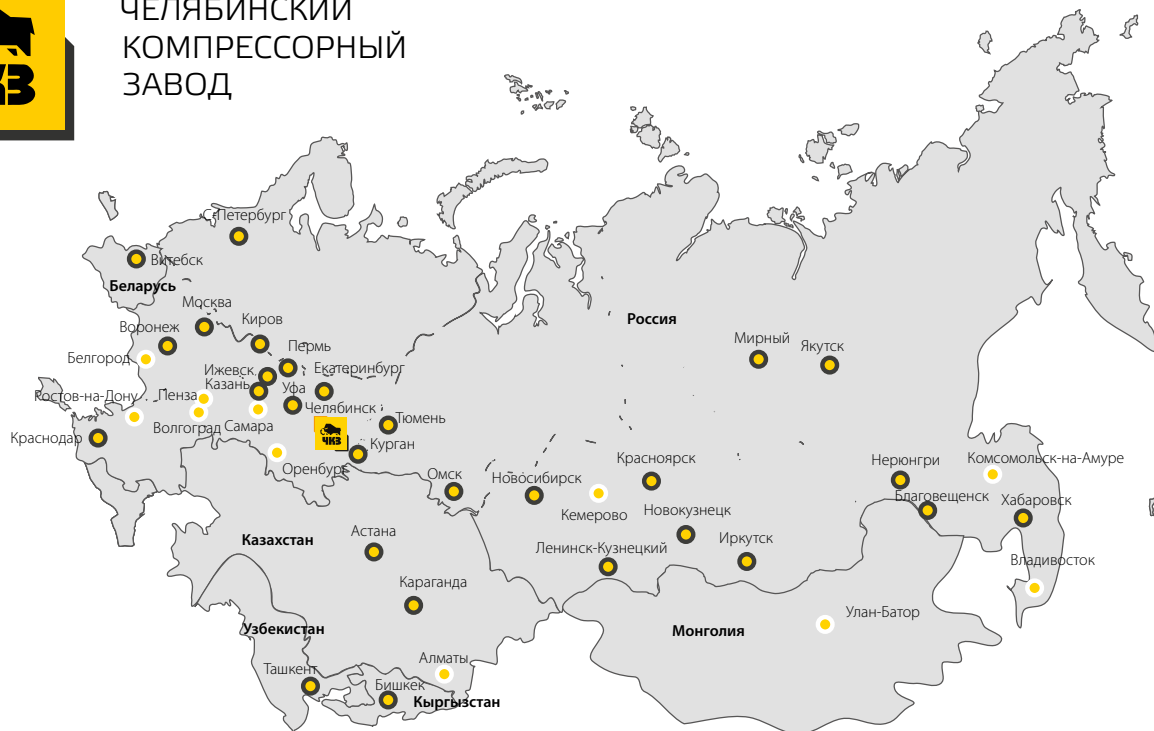 ЧЕЛЯБИНСКИЙ
КОМПРЕССОРНЫЙ
ЗАВОД
С-Петербург
Витебск
Беларусь
Москва
Воронеж
Киров
Россия
Белгород
Пермь
Мирный
Якутск
Ижевск
Екатеринбург
Казань
Уфа
Ростов-на-Дону
Пенза
Челябинск
Тюмень
Волгоград
Самара
ЧКЗ
Краснодар
Курган
Оренбург
Омск
Новосибирск
Красноярск
Нерюнгри
Комсомольск-на-Амуре
Кемерово
Новокузнецк
Благовещенск
Хабаровск
Казахстан
Астана
Ленинск-Кузнецкий
Иркутск
Владивосток
Караганда
Узбекистан
Монголия
Улан-Батор
Ташкент
Алматы
Бишкек
Кыргызстан